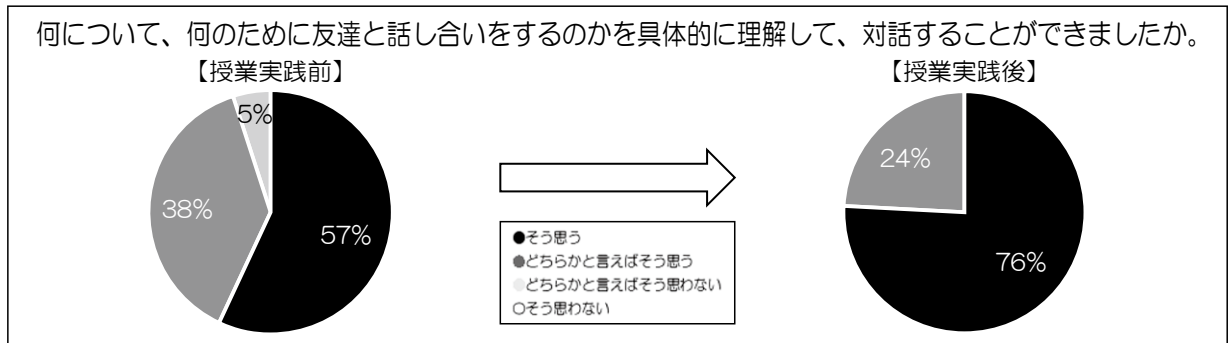 何について、何のために友達と話し合いをするのかを具体的に理解して、対話することができましたか。
【授業実践前】
【授業実践後】
5%
38%
57%
●そう思う
●どちらかと言えばそう思う
●どちらかと言えばそう思わない
○そう思わない
24%
76%